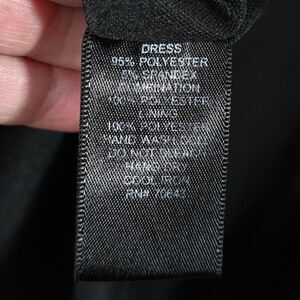 DRESS
95% POLYESTER
5% SPANDEX
COMBINATION
100% POLYESTER
LINING
100% POLYESTER
HAND WASH COLD
DO NOT BLEACH
HANG DRY
COOL IRON
RN#